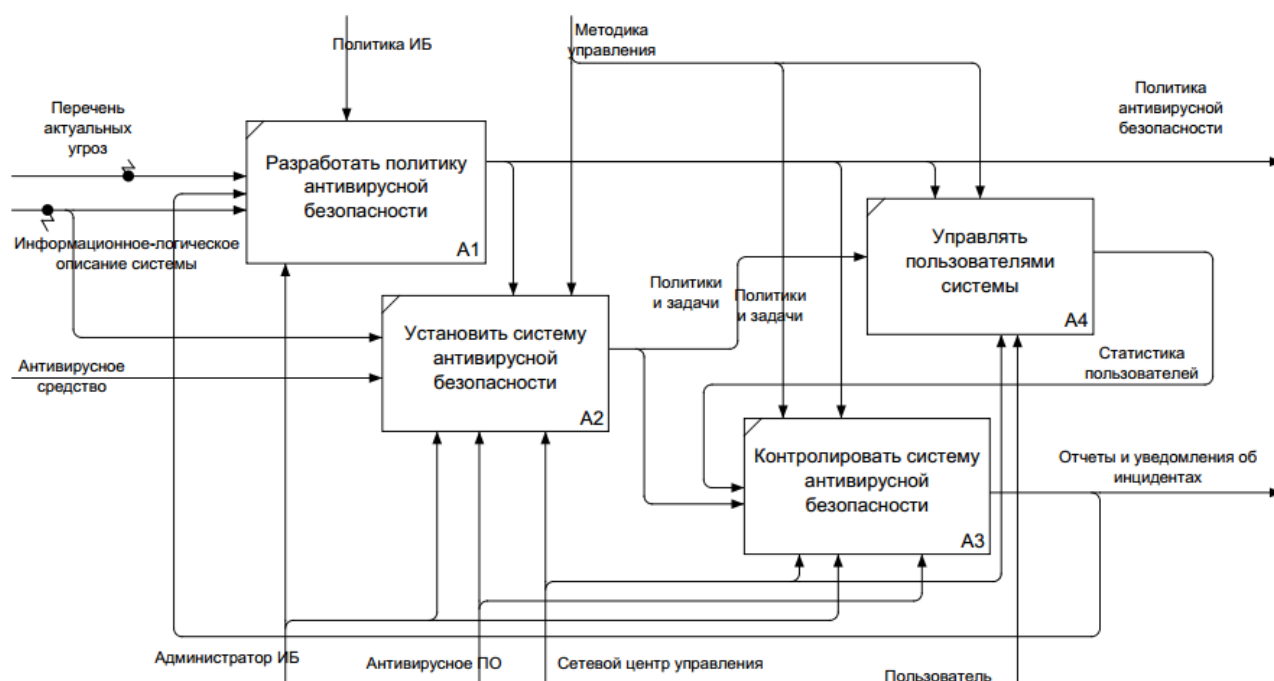 Политика ИБ
Методика
управления
Перечень
актуальных
угроз
Политика
антивирусной
безопасности
Разработать политику
антивирусной
безопасности
A1
Информационное-логическое
описание системы
Управлять
пользователями
системы
A4
Политики
и задачи
Политики
и задачи
Установить систему
антивирусной
безопасности
A2
Антивирусное
средство
Статистика
пользователей
Контролировать систему
антивирусной
безопасности
A3
Отчеты и уведомления об
инцидентах
Администратор ИБ
Антивирусное ПО
Сетевой центр управления
Пользователь